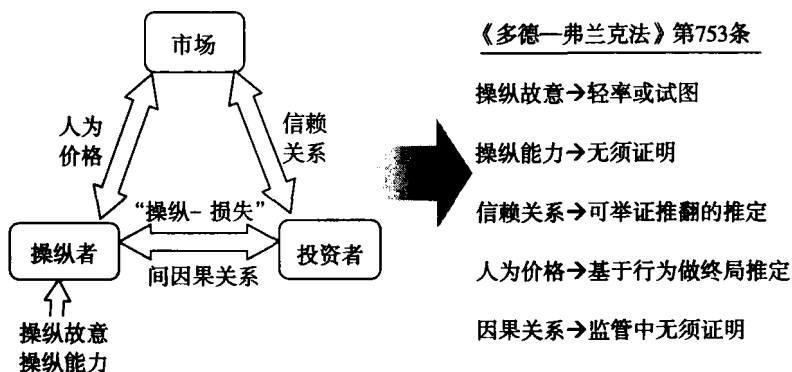 市场
人为
价格
信赖
关系
“操纵-损失”
操纵者
投资者
间因果关系
操纵故意
操纵能力
《多德—弗兰克法》第753条
操纵故意→轻率或试图
操纵能力→无须证明
信赖关系→可举证推翻的推定
人为价格→基于行为做终局推定
因果关系→监管中无须证明